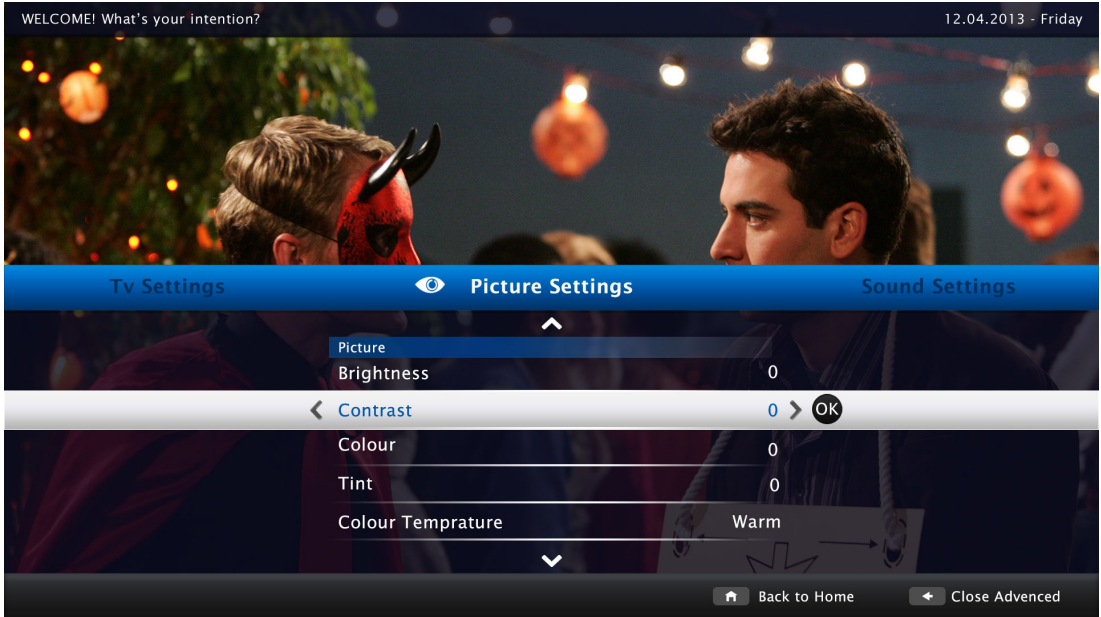 WELCOME! What's your intention?
12.04.2013 - Friday
Tv Settings
Picture Settings
Sound Settings
Picture
Brightness 0
Contrast 0 OK
Colour 0
Tint 0
Colour Temprature Warm
Back to Home
Close Advenced